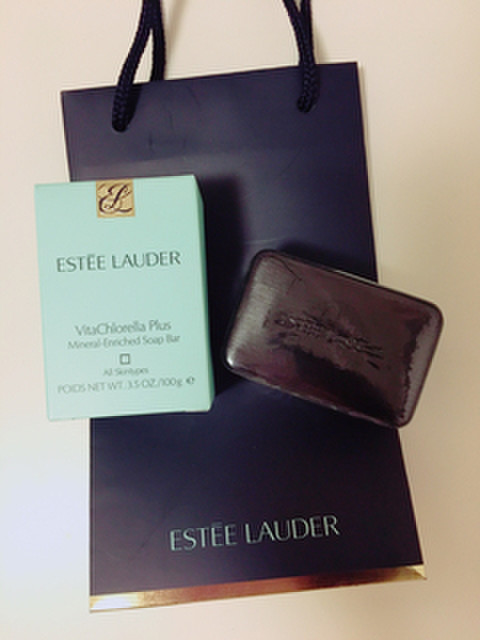 EL
ESTĒE LAUDER
VitaChlorella Plus
Mineral-Enriched Soap Bar
All Skintypes
POIDS NET WT. 3.5 OZ./100g ℮
ESTĒE LAUDER